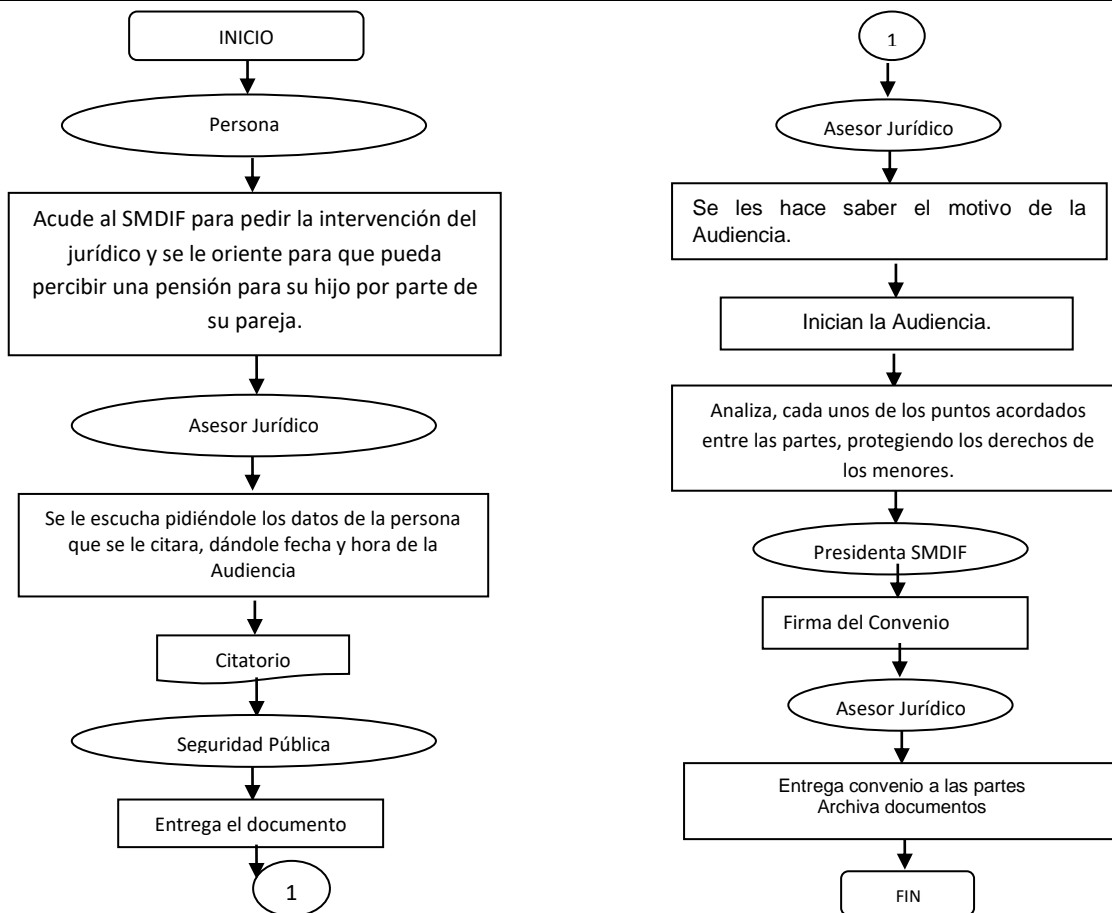 INICIO
Persona
Acude al SMDIF para pedir la intervención del
jurídico y se le oriente para que pueda
percibir una pensión para su hijo por parte de
su pareja.
Asesor Jurídico
Se le escucha pidiéndole los datos de la persona
que se le citara, dándole fecha y hora de la
Audiencia
Citatorio
Seguridad Pública
Entrega el documento
1
1
Asesor Jurídico
Se les hace saber el motivo de la
Audiencia.
Inician la Audiencia.
Analiza, cada unos de los puntos acordados
entre las partes, protegiendo los derechos de
los menores.
Presidenta SMDIF
Firma del Convenio
Asesor Jurídico
Entrega convenio a las partes
Archiva documentos
FIN